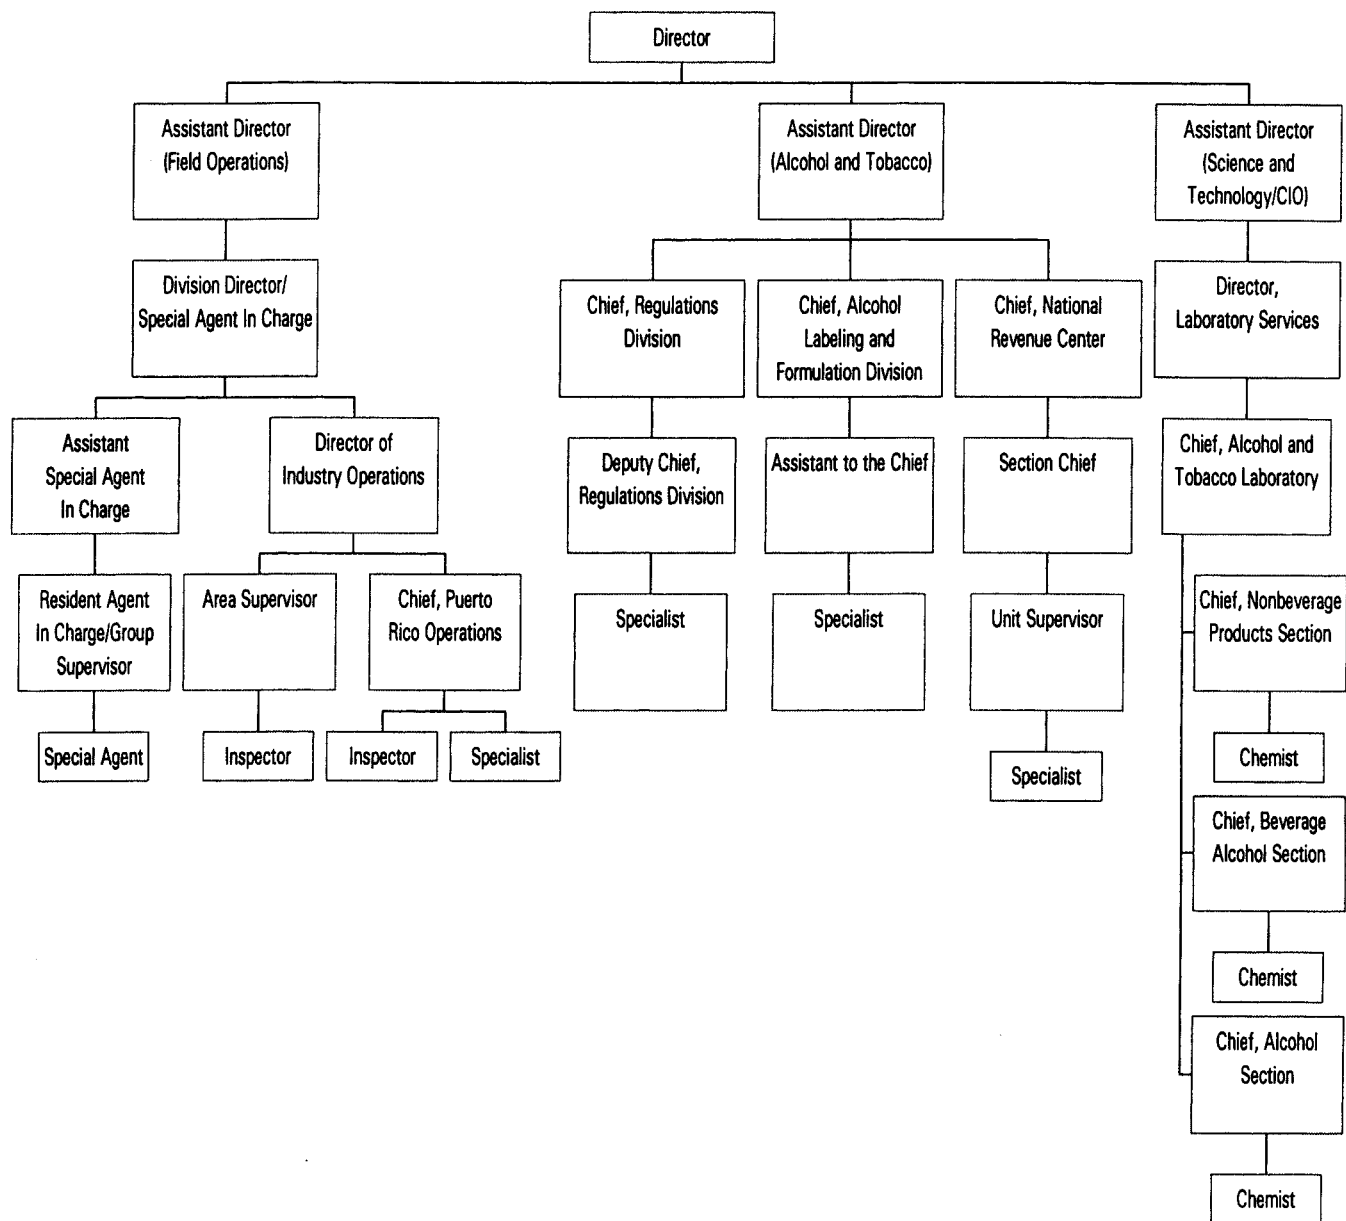 Director
Assistant Director
(Field Operations)
Assistant Director
(Alcohol and Tobacco)
Assistant Director
(Science and
Technology/CIO)
Division Director/
Special Agent In Charge
Chief, Regulations
Division
Chief, Alcohol
Labeling and
Formulation Division
Chief, National
Revenue Center
Director,
Laboratory Services
Assistant
Special Agent
In Charge
Director of
Industry Operations
Deputy Chief,
Regulations Division
Assistant to the Chief
Section Chief
Chief, Alcohol and
Tobacco Laboratory
Resident Agent
In Charge/Group
Supervisor
Area Supervisor
Chief, Puerto
Rico Operations
Specialist
Specialist
Unit Supervisor
Chief, Nonbeverage
Products Section
Special Agent
Inspector
Inspector
Specialist
Specialist
Chemist
Chief, Beverage
Alcohol Section
Chemist
Chief, Alcohol
Section
Chemist